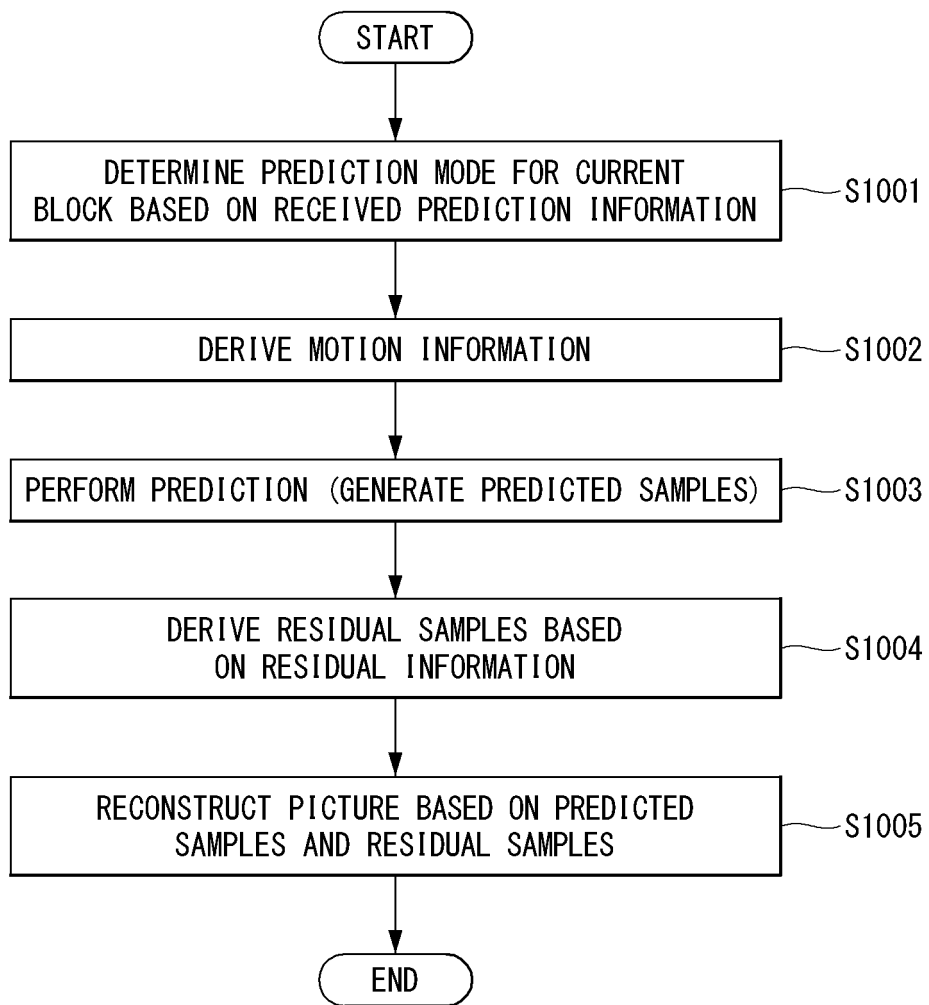 START
DETERMINE PREDICTION MODE FOR CURRENT
BLOCK BASED ON RECEIVED PREDICTION INFORMATION
S1001
DERIVE MOTION INFORMATION
S1002
PERFORM PREDICTION (GENERATE PREDICTED SAMPLES)
S1003
DERIVE RESIDUAL SAMPLES BASED
ON RESIDUAL INFORMATION
S1004
RECONSTRUCT PICTURE BASED ON PREDICTED
SAMPLES AND RESIDUAL SAMPLES
S1005
END